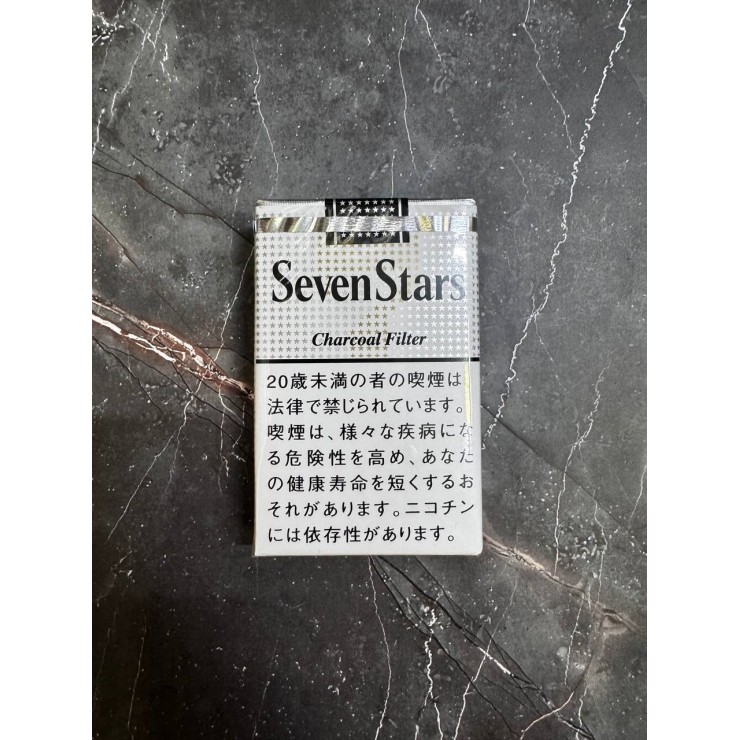 Seven Stars
Charcoal Filter
20歳未満の者の喫煙は、
法律で禁じられています。
喫煙は、様々な疾病にな
る危険性を高め、あなた
の健康寿命を短くするお
それがあります。ニコチン
には依存性があります。